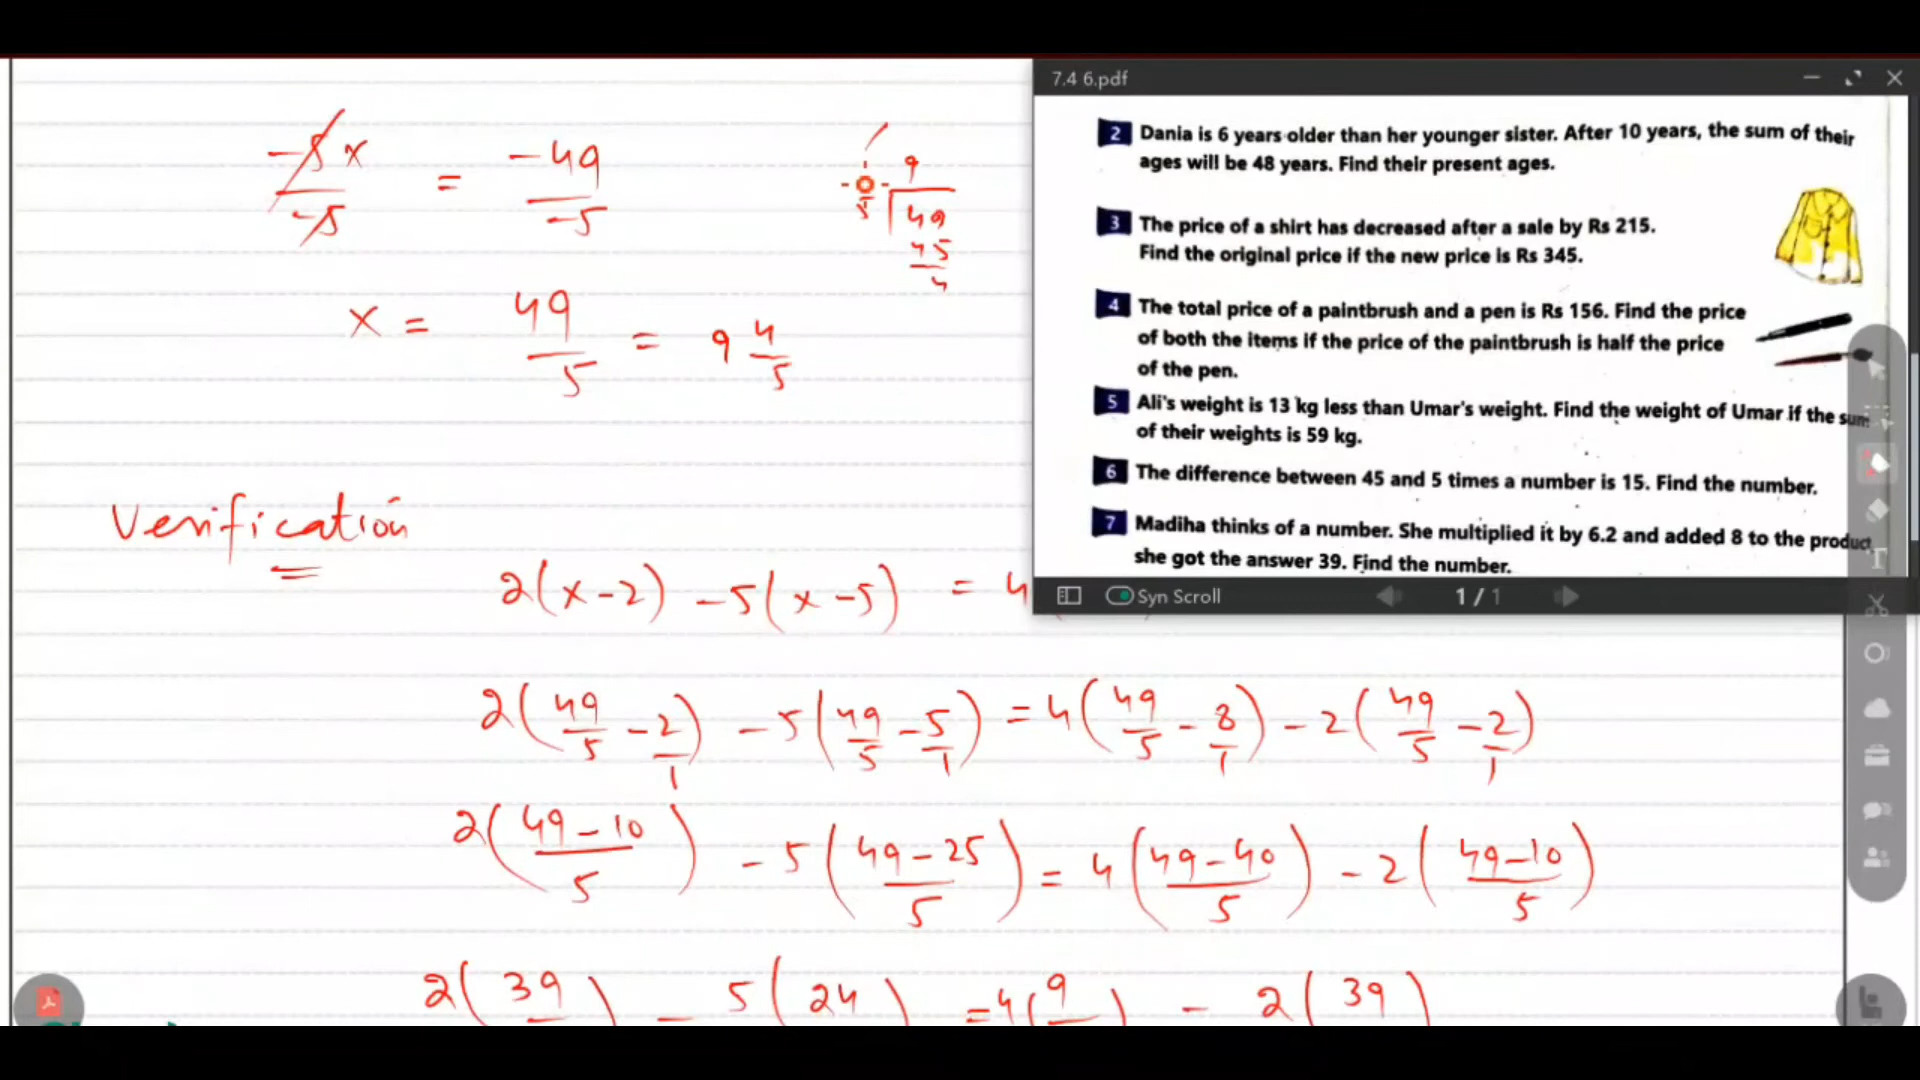 -5x / -5 = -49 / -5
9
5 49
45
4
x = 49/5 = 9 4/5
Verification
2(x-2) -5(x-5) = 4
2(49/5 - 2/1) -5(49/5 - 5/1) = 4(49/5 - 8/1) -2(49/5 - 2/1)
2(49-10/5) -5(49-25/5) = 4(49-40/5) -2(49-10/5)
2(39) - 5(24) =4(9) - 2(39)
7.4 6.pdf
2 Dania is 6 years older than her younger sister. After 10 years, the sum of their
ages will be 48 years. Find their present ages.
3 The price of a shirt has decreased after a sale by Rs 215.
Find the original price if the new price is Rs 345.
4 The total price of a paintbrush and a pen is Rs 156. Find the price
of both the items if the price of the paintbrush is half the price
of the pen.
5 Ali's weight is 13 kg less than Umar's weight. Find the weight of Umar if the sum
of their weights is 59 kg.
6 The difference between 45 and 5 times a number is 15. Find the number.
7 Madiha thinks of a number. She multiplied it by 6.2 and added 8 to the product
she got the answer 39. Find the number.
Syn Scroll
1 / 1